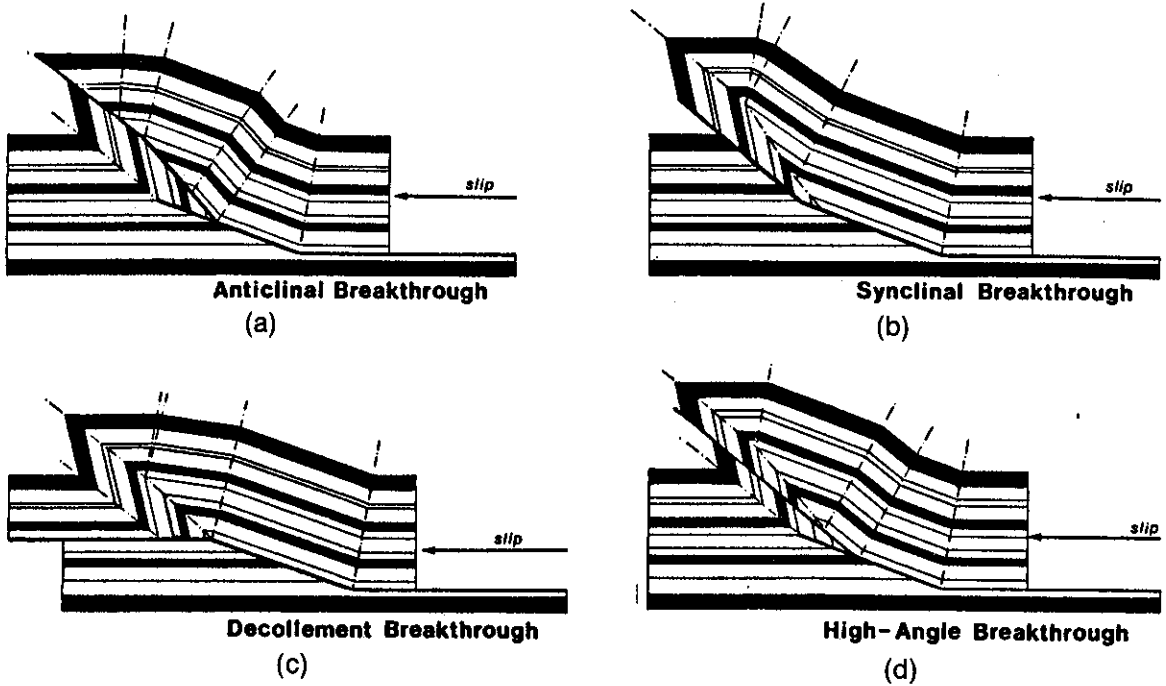 slip
Anticlinal Breakthrough
(a)
slip
Synclinal Breakthrough
(b)
slip
Decollement Breakthrough
(c)
slip
High-Angle Breakthrough
(d)